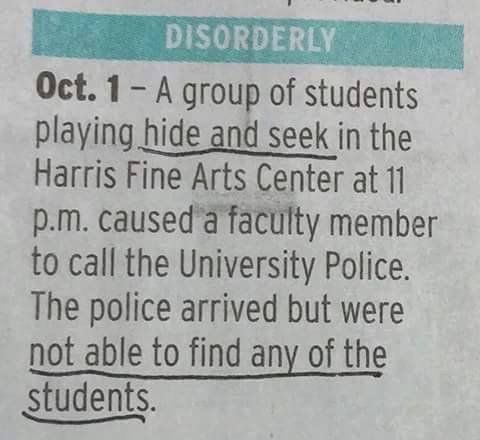 DISORDERLY
Oct. 1 – A group of students
playing hide and seek in the
Harris Fine Arts Center at 11
p.m. caused a faculty member
to call the University Police.
The police arrived but were
not able to find any of the
students.